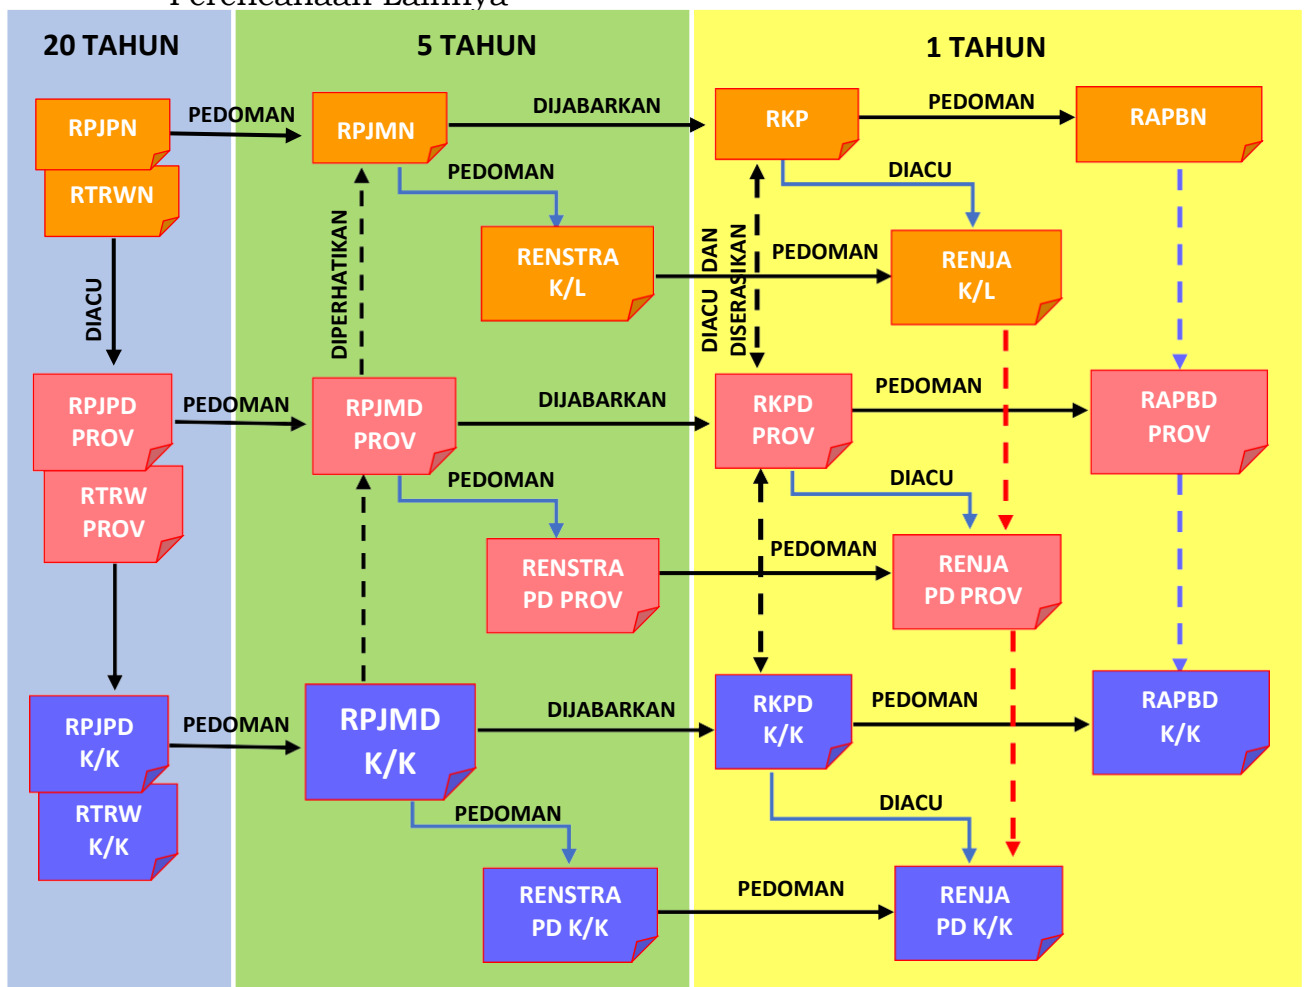 Perencanaan Lainnya
20 TAHUN
5 TAHUN
1 TAHUN
RPJPN
PEDOMAN
RPJMN
DIJABARKAN
RKP
PEDOMAN
RAPBN
RTRWN
PEDOMAN
DIACU
DIACU
DIPERHATIKAN
RENSTRA
K/L
DIACU DAN
DISERASIKAN
PEDOMAN
RENJA
K/L
RPJPD
PROV
PEDOMAN
RPJMD
PROV
DIJABARKAN
RKPD
PROV
PEDOMAN
RAPBD
PROV
RTRW
PROV
PEDOMAN
DIACU
RENSTRA
PD PROV
PEDOMAN
RENJA
PD PROV
RPJPD
K/K
PEDOMAN
RPJMD
K/K
DIJABARKAN
RKPD
K/K
PEDOMAN
RAPBD
K/K
RTRW
K/K
PEDOMAN
DIACU
RENSTRA
PD K/K
PEDOMAN
RENJA
PD K/K